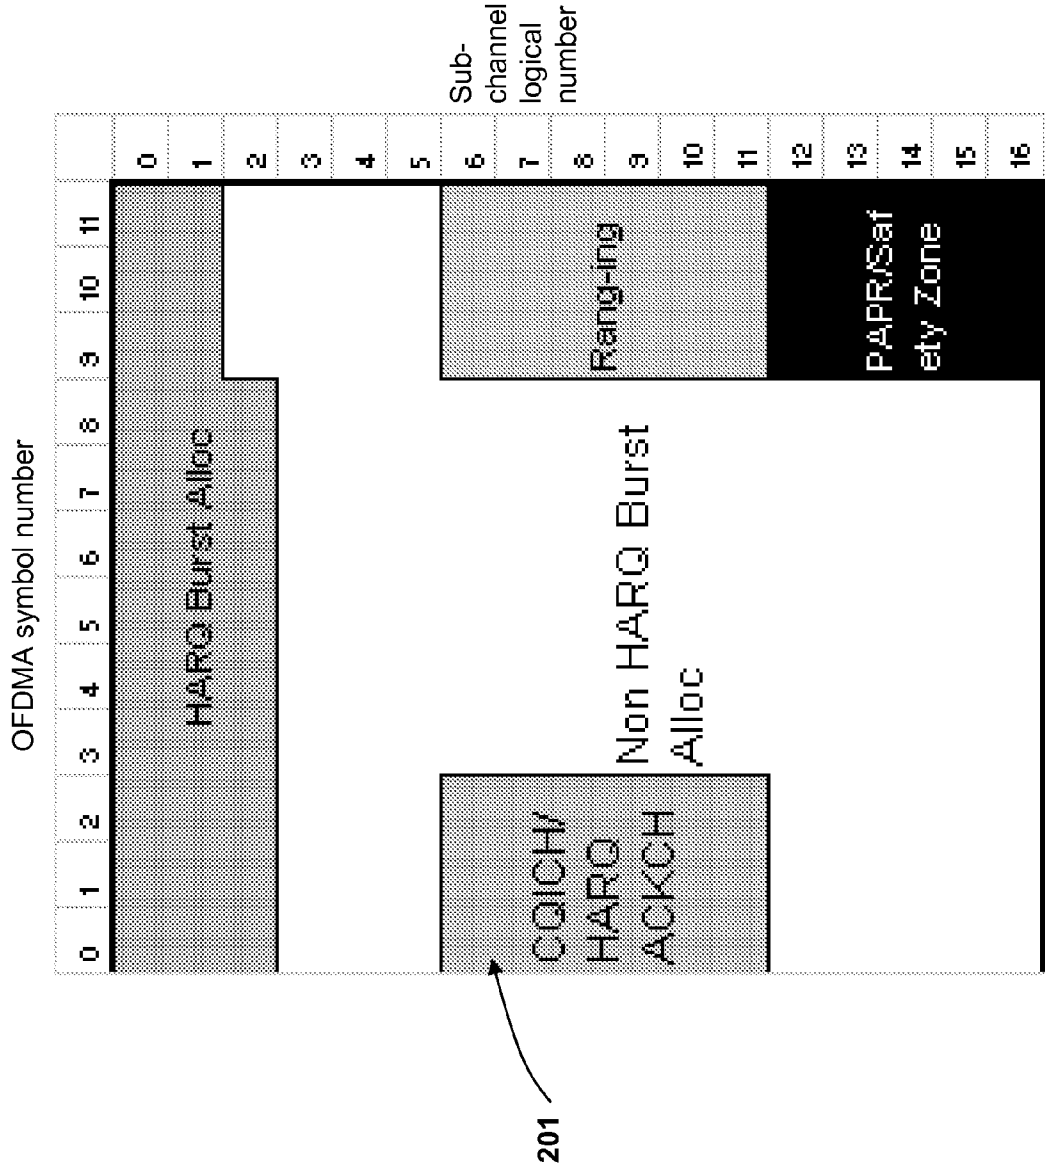 OFDMA symbol number
0 1 2 3 4 5 6 7 8 9 10 11
Sub-
channel
logical
number
0
1
2
3
4
5
6
7
8
9
10
11
12
13
14
15
16
HARQ Burst Alloc
CQICH/
HARQ
ACKCH
Non HARQ Burst
Alloc
Rang-ing
PAPR/Saf
ety Zone
201